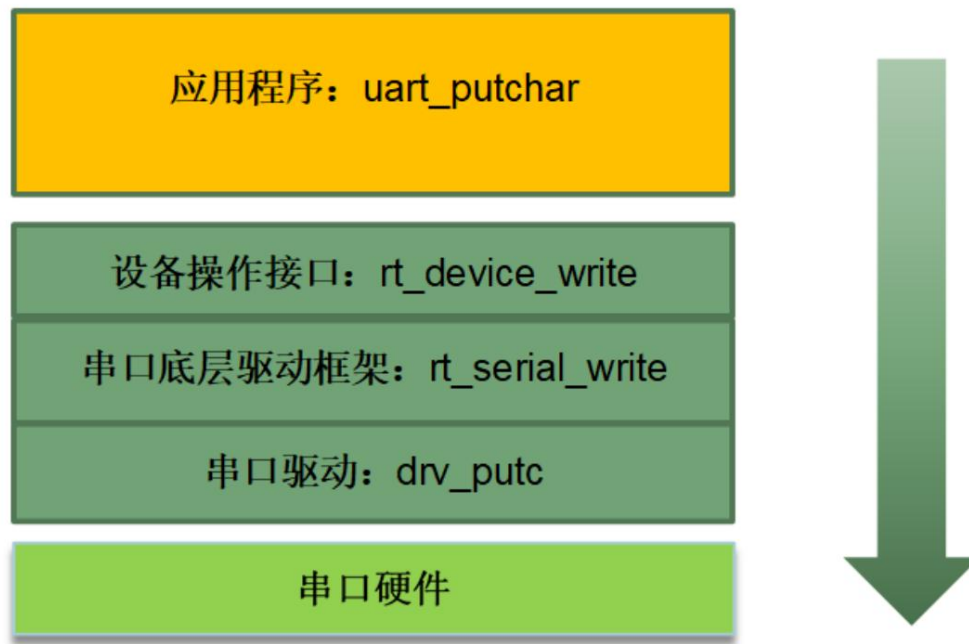 应用程序：uart_putchar
设备操作接口：rt_device_write
串口底层驱动框架：rt_serial_write
串口驱动：drv_putc
串口硬件